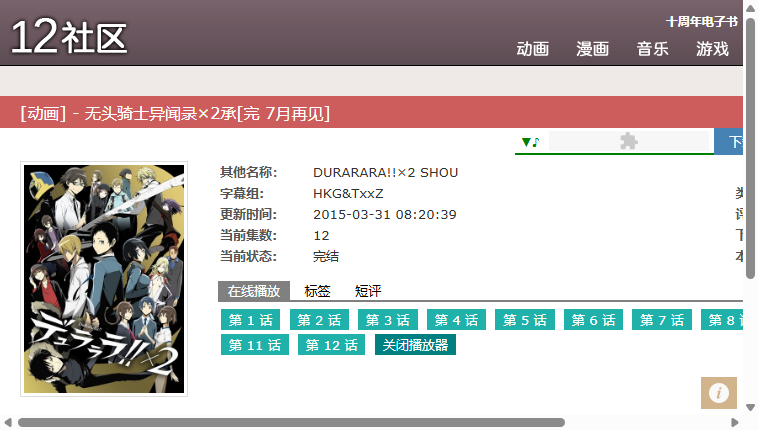 12社区
十周年电子书
动画 漫画 音乐 游戏
[动画] - 无头骑士异闻录×2承[完 7月再见]
▼♪
其他名称: DURARARA!!×2 SHOU
字幕组: HKG&TxxZ
更新时间: 2015-03-31 08:20:39
当前集数: 12
当前状态: 完结
デュラララ!!×2
在线播放 标签 短评
第 1 话 第 2 话 第 3 话 第 4 话 第 5 话 第 6 话 第 7 话 第 8
第 11 话 第 12 话 关闭播放器